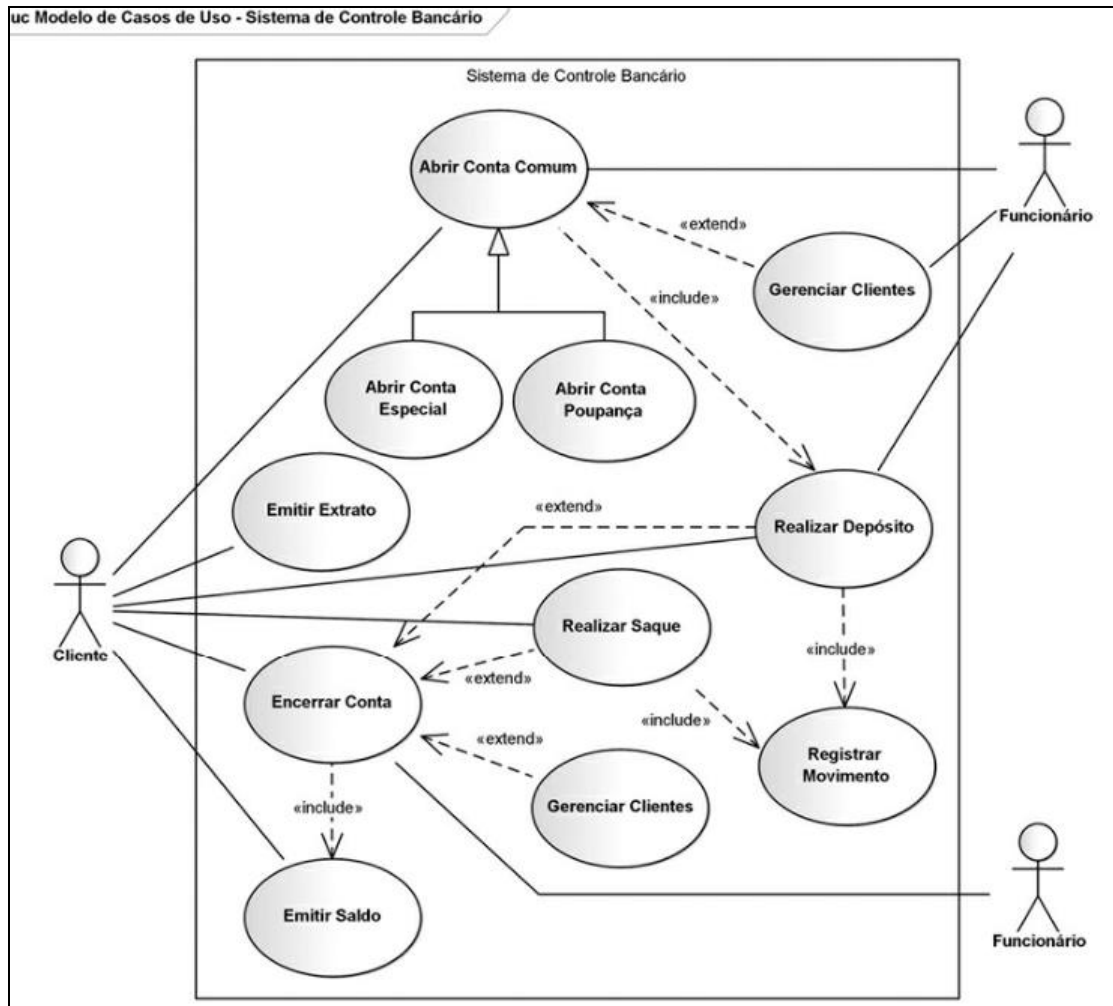 uc Modelo de Casos de Uso - Sistema de Controle Bancário
Sistema de Controle Bancário
Abrir Conta Comum
Funcionário
«extend»
Gerenciar Clientes
«include»
Abrir Conta
Especial
Abrir Conta
Poupança
Emitir Extrato
«extend»
Realizar Depósito
Cliente
Realizar Saque
«extend»
«include»
Encerrar Conta
«include»
«extend»
Registrar
Movimento
Gerenciar Clientes
«include»
Emitir Saldo
Funcionário